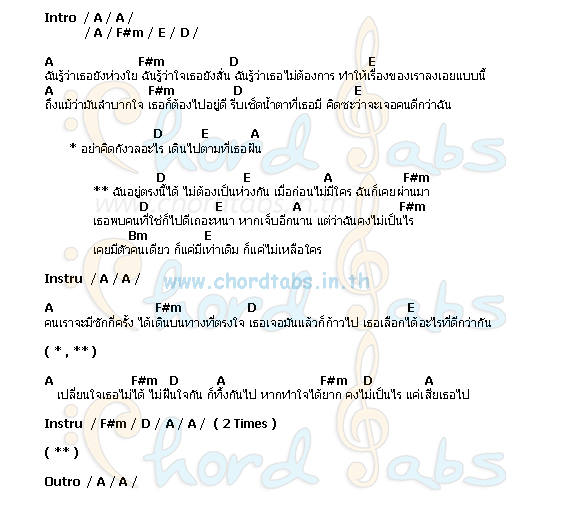 Intro / A / A /
/ A / F#m / E / D /
A F#m D E
ฉันรู้ว่าเธอยังห่วงใย ฉันรู้ว่าใจเธอยังสั่น ฉันรู้ว่าเธอไม่ต้องการ ทำให้เรื่องของเราลงเอยแบบนี้
A F#m D E
ถึงแม้ว่ามันลำบากใจ เธอก็ต้องไปอยู่ดี รีบเช็ดน้ำตาที่เธอมี คิดซะว่าจะเจอคนดีกว่าฉัน
D E A
* อย่าคิดกังวลอะไร เดินไปตามที่เธอฝัน
D E A F#m
** ฉันอยู่ตรงนี้ได้ ไม่ต้องเป็นห่วงกัน เมื่อก่อนไม่มีใคร ฉันก็เคยผ่านมา
D E A F#m
เธอพบคนที่ใช่ก็ไปดีเถอะหนา หากเจ็บอีกนาน แต่ว่าฉันคงไม่เป็นไร
Bm E
เคยมีตัวคนเดียว ก็แค่มีเท่าเดิม ก็แค่ไม่เหลือใคร
Instru / A / A /
www.chordtabs.in.th
A F#m D E
คนเราจะมีซักกี่ครั้ง ได้เดินบนทางที่ตรงใจ เธอเจอมันแล้วก็ก้าวไป เธอเลือกได้อะไรที่ดีกว่ากัน
( * , ** )
A F#m D A F#m D A
เปลี่ยนใจเธอไม่ได้ ไม่ฝืนใจกัน ก็ทิ้งกันไป หากทำใจได้ยาก คงไม่เป็นไร แค่เสียเธอไป
Instru / F#m / D / A / A / ( 2 Times )
( ** )
Outro / A / A /